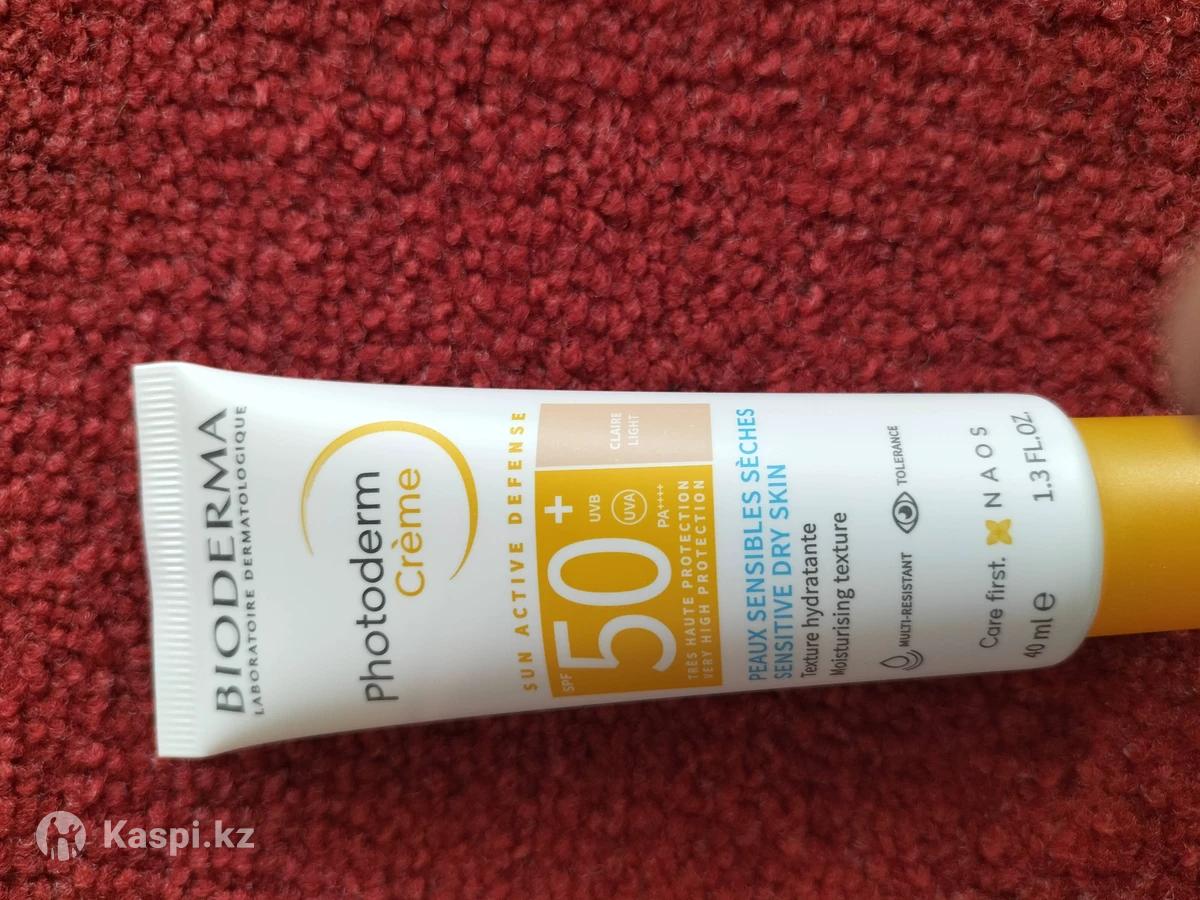 BIODERMA
LABORATOIRE DERMATOLOGIQUE
Photoderm
Crème
SUN ACTIVE DEFENSE
SPF 50+
UVB
UVA
PA++++
CLAIRE
LIGHT
TRÈS HAUTE PROTECTION
VERY HIGH PROTECTION
PEAUX SENSIBLES SÈCHES
SENSITIVE DRY SKIN
Texture hydratante
Moisturising texture
MULTI-RESISTANT
TOLERANCE
Care first. NAOS
40 ml e 1.3 FL.OZ.
Kaspi.kz